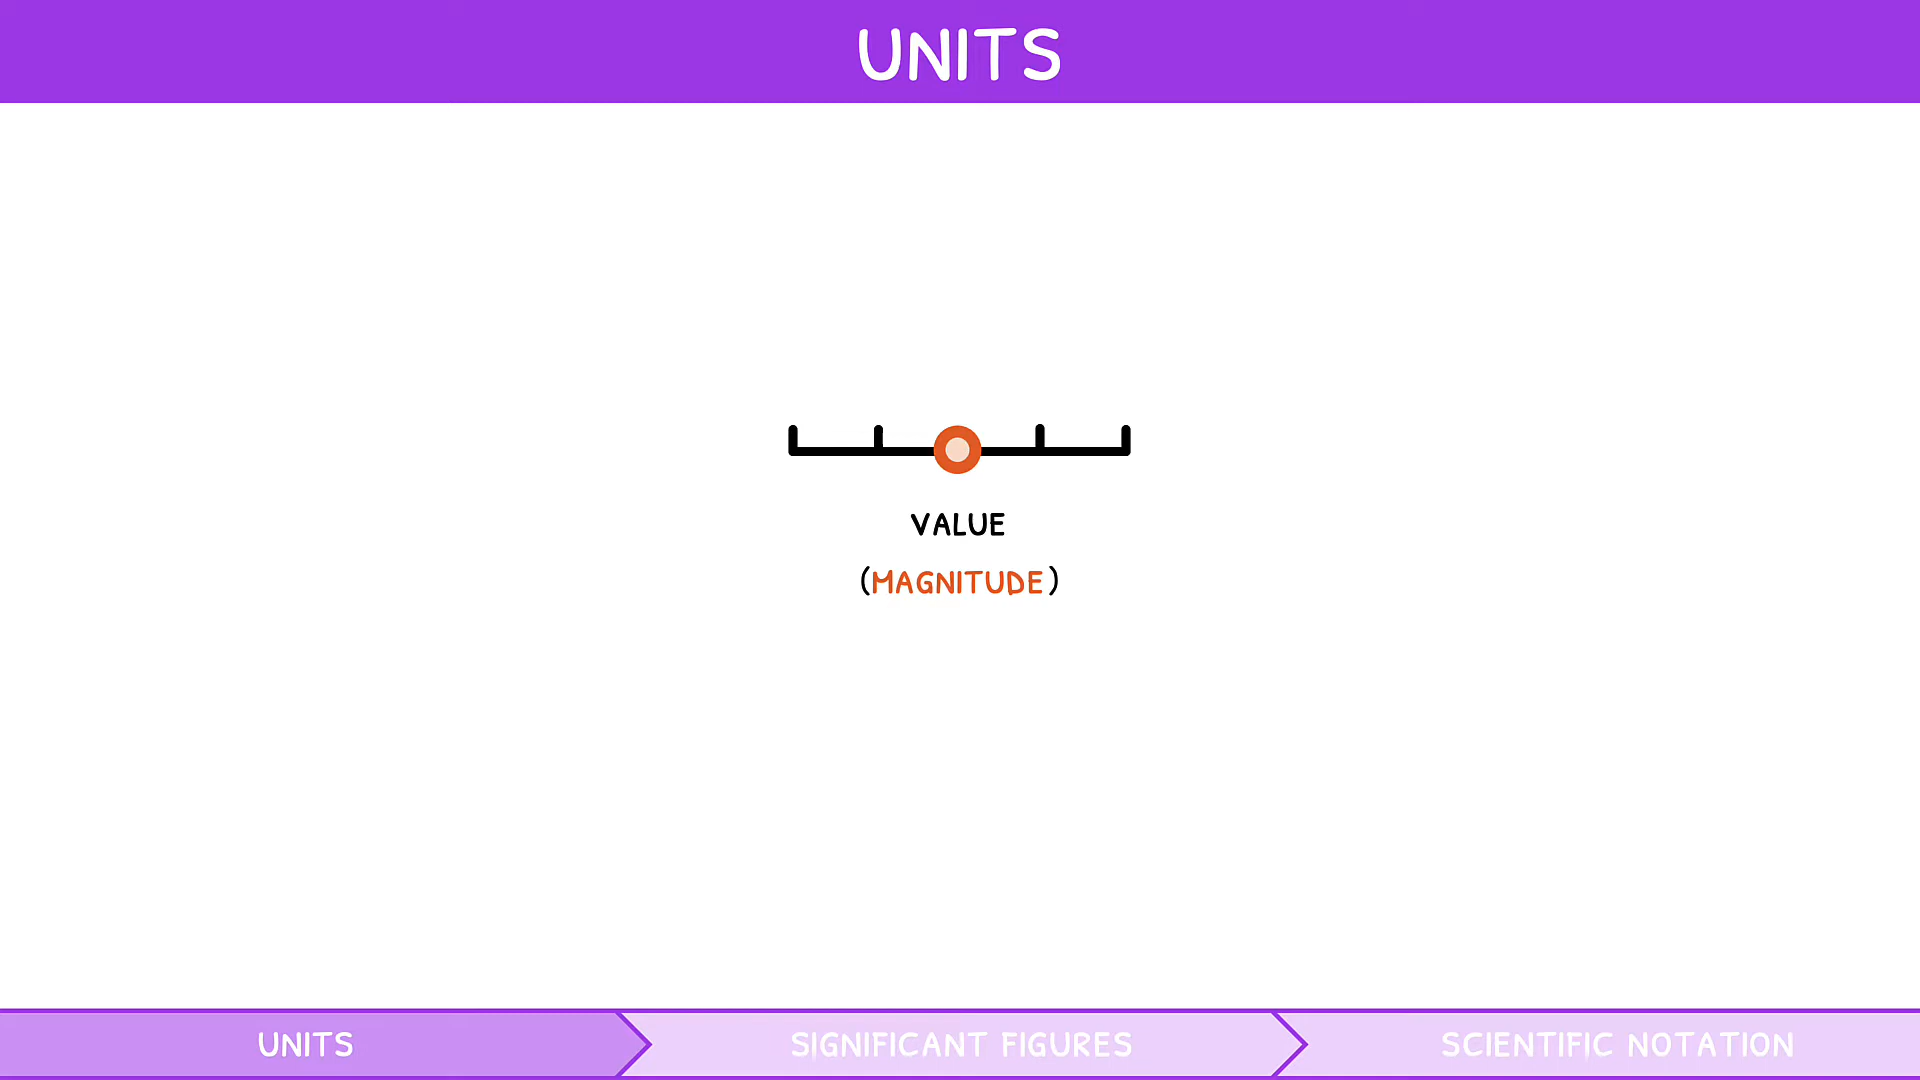 UNITS
VALUE
(MAGNITUDE)
UNITS
SIGNIFICANT FIGURES
SCIENTIFIC NOTATION